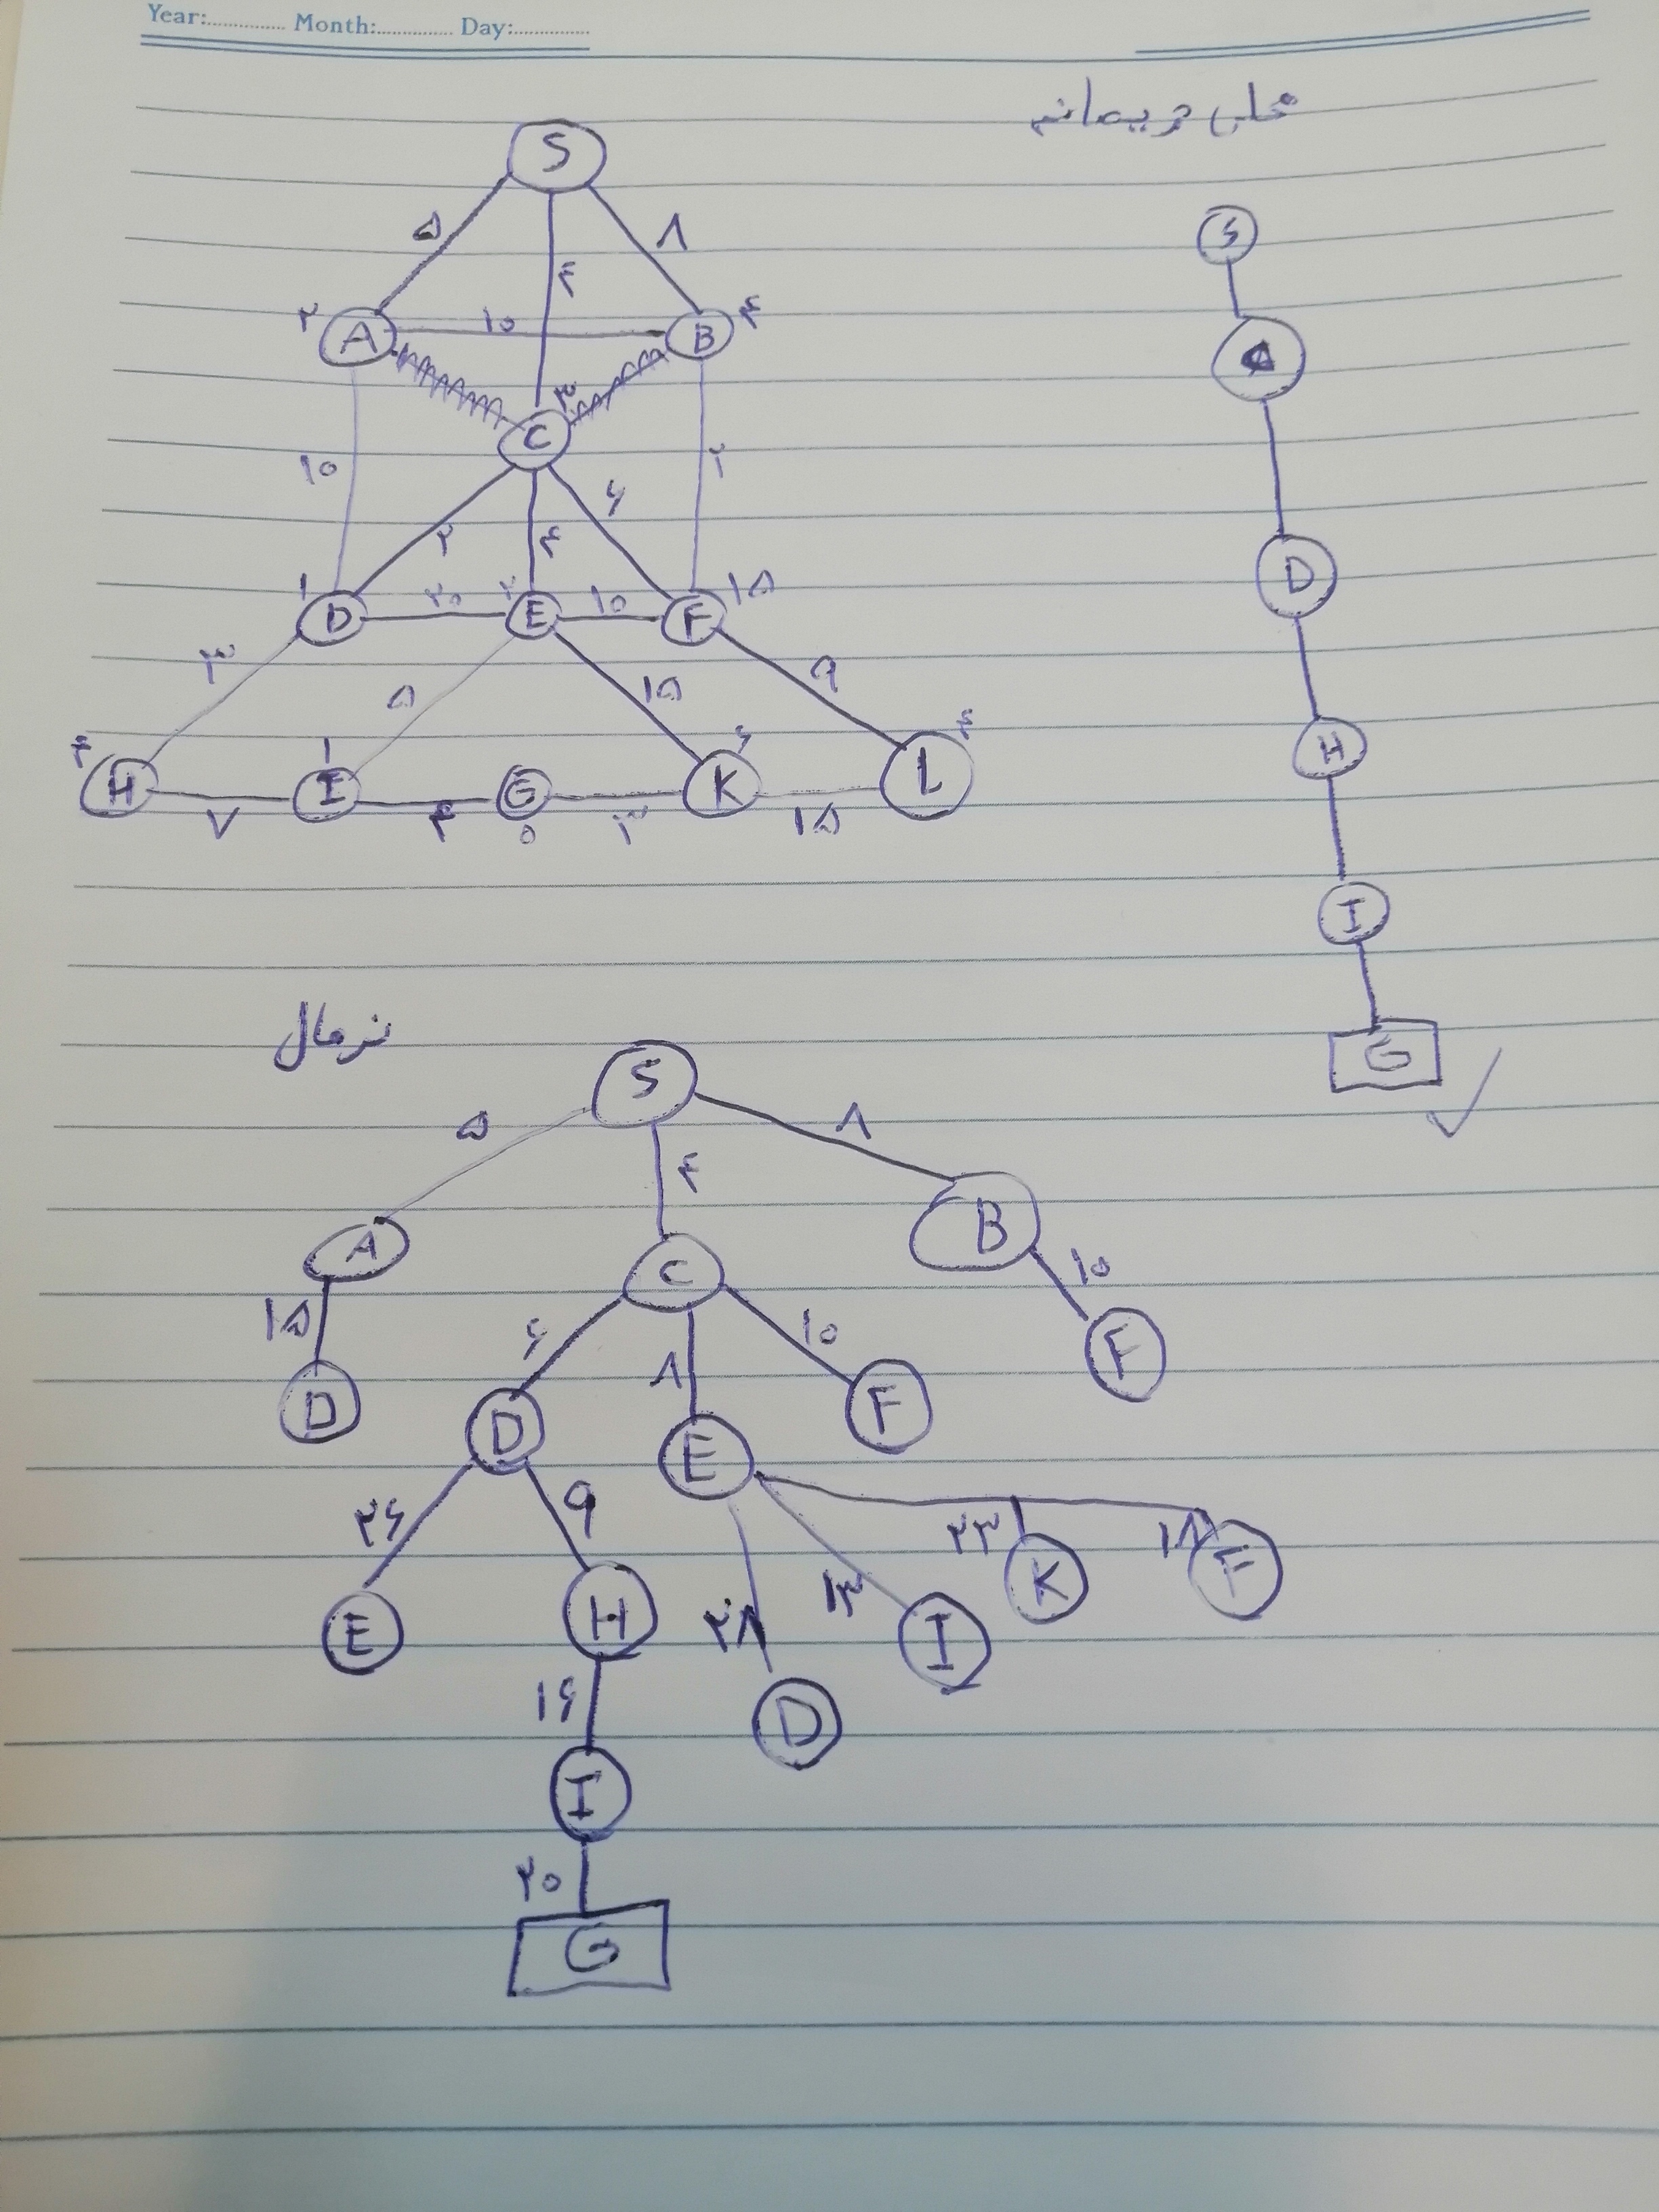 Year: Month: Day:
محلی حریصانه
S
۵ ۴ ۸
۲ A ۱۰ B ۴
۳
C
۱۰ ۲ ۴ ۶ ۲
۱ D ۲۰ ۲ E ۱۰ F ۱۵
۳ ۵ ۱۵ ۹
۴ H ۷ ۱ I ۴ G ۰ ۳ K ۶ ۱۵ L ۴
S
C
D
H
I
G
نرمال
S
۵ ۴ ۸
A C B
۱۵ ۶ ۸ ۱۰ ۱۰
D D E F F
۲۶ ۹ ۲۸ ۱۳ ۲۳ ۱۸
E H D I K F
۱۶
I
۲۰
G